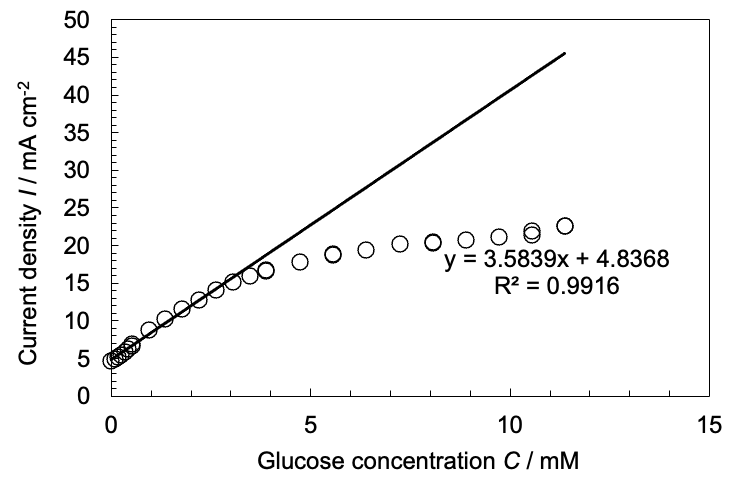 50
45
40
35
30
25
20
15
10
5
0
Current density I / mA cm⁻²
y = 3.5839x + 4.8368
R² = 0.9916
0 5 10 15
Glucose concentration C / mM